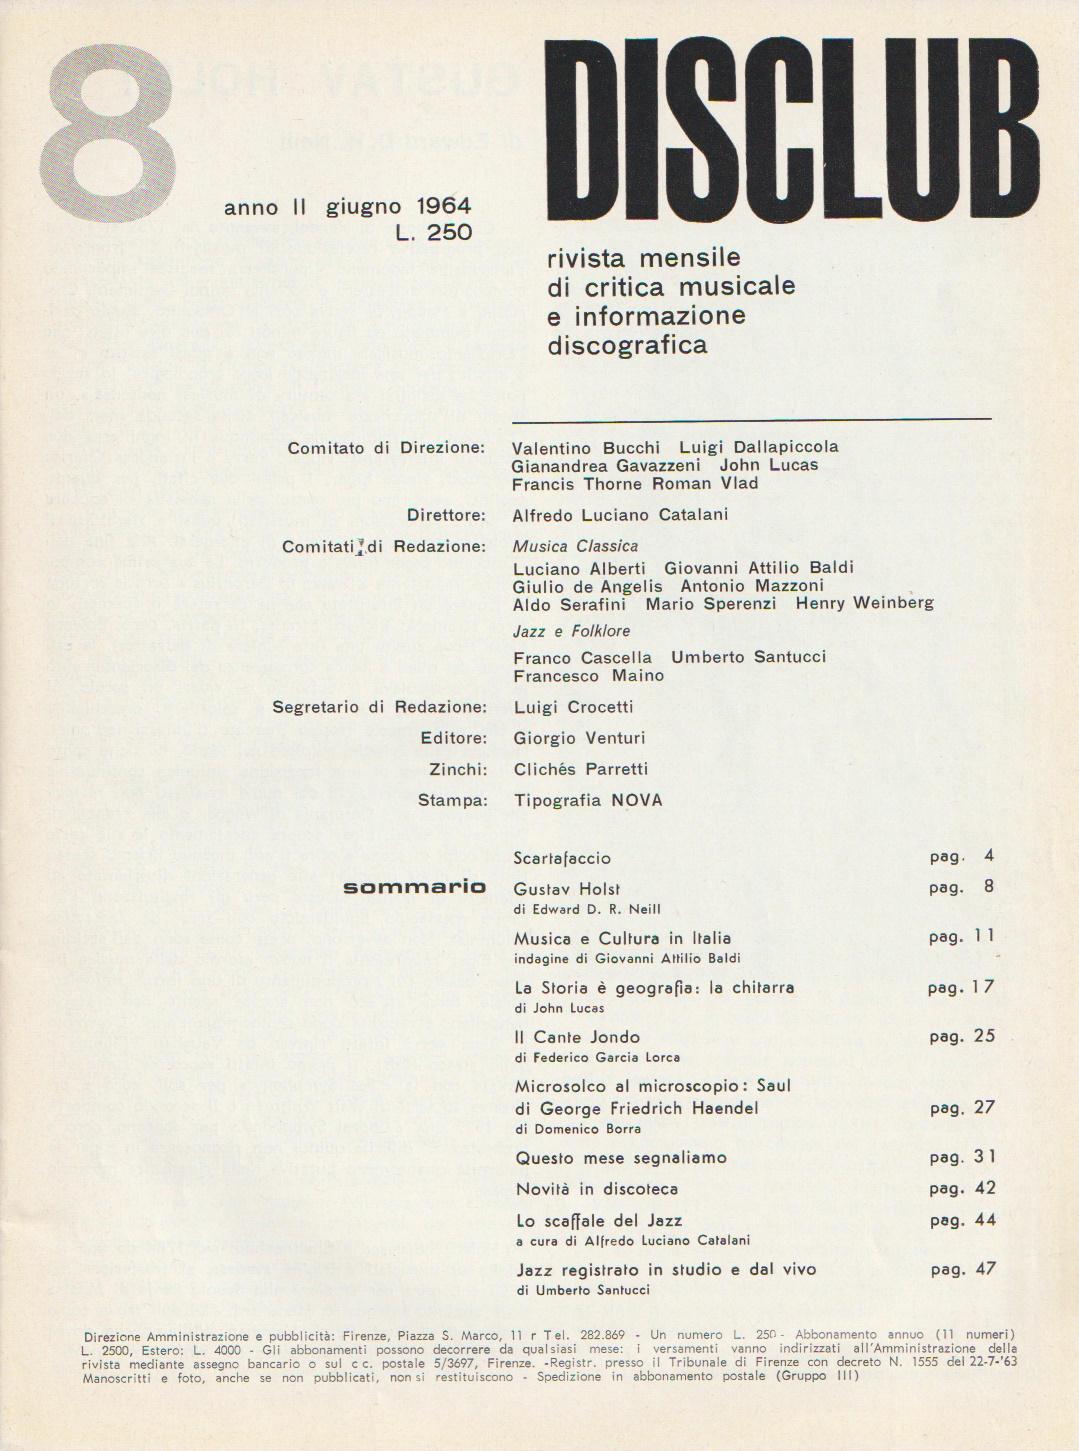 8
DISCLUB
anno II giugno 1964
L. 250
rivista mensile
di critica musicale
e informazione
discografica
Comitato di Direzione: Valentino Bucchi Luigi Dallapiccola
Gianandrea Gavazzeni John Lucas
Francis Thorne Roman Vlad
Direttore: Alfredo Luciano Catalani
Comitati di Redazione: Musica Classica
Luciano Alberti Giovanni Attilio Baldi
Giulio de Angelis Antonio Mazzoni
Aldo Serafini Mario Sperenzi Henry Weinberg
Jazz e Folklore
Franco Cascella Umberto Santucci
Francesco Maino
Segretario di Redazione: Luigi Crocetti
Editore: Giorgio Venturi
Zinchi: Clichés Parretti
Stampa: Tipografia NOVA
Scartafaccio pag. 4
sommario Gustav Holst pag. 8
di Edward D. R. Neill
Musica e Cultura in Italia pag. 11
indagine di Giovanni Attilio Baldi
La Storia è geografia: la chitarra pag. 17
di John Lucas
Il Cante Jondo pag. 25
di Federico Garcia Lorca
Microsolco al microscopio: Saul
di George Friedrich Haendel pag. 27
di Domenico Borra
Questo mese segnaliamo pag. 31
Novità in discoteca pag. 42
Lo scaffale del Jazz pag. 44
a cura di Alfredo Luciano Catalani
Jazz registrato in studio e dal vivo pag. 47
di Umberto Santucci
Direzione Amministrazione e pubblicità: Firenze, Piazza S. Marco, 11 r Tel. 282.869 - Un numero L. 250 - Abbonamento annuo (11 numeri)
L. 2500, Estero: L. 4000 - Gli abbonamenti possono decorrere da qualsiasi mese: i versamenti vanno indirizzati all'Amministrazione della
rivista mediante assegno bancario o sul c c. postale 5/3697, Firenze. -Registr. presso il Tribunale di Firenze con decreto N. 1555 del 22-7-'63
Manoscritti e foto, anche se non pubblicati, non si restituiscono - Spedizione in abbonamento postale (Gruppo III)